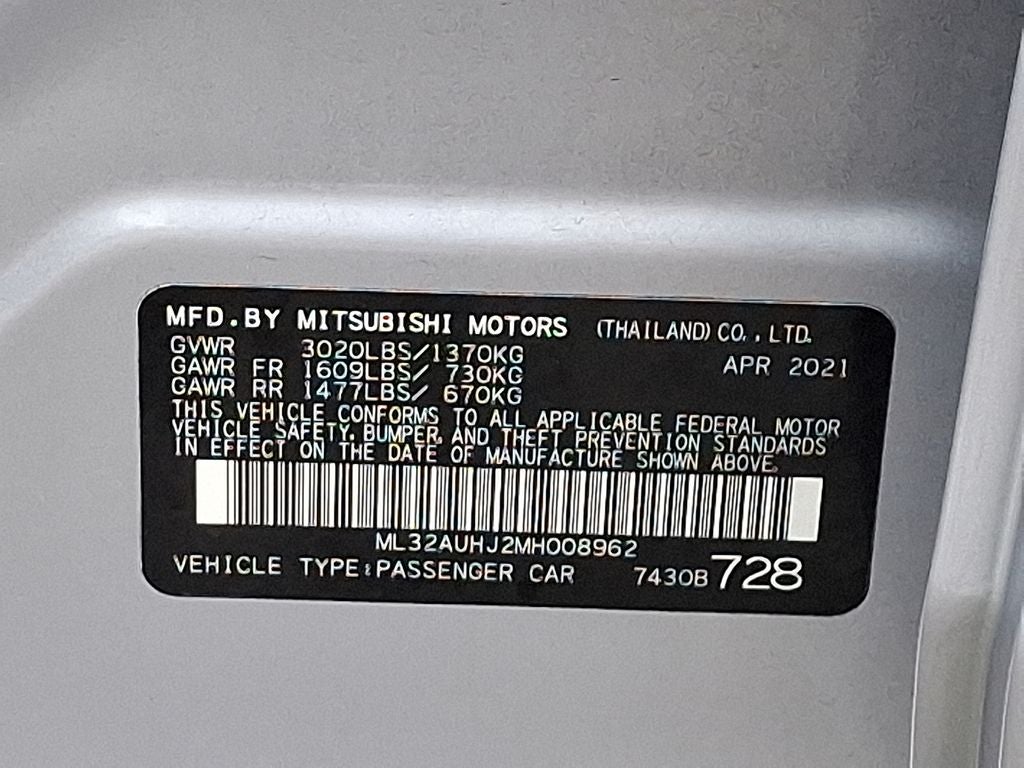 MFD.BY MITSUBISHI MOTORS (THAILAND) CO., LTD.
GVWR 3020LBS/1370KG APR 2021
GAWR FR 1609LBS/ 730KG
GAWR RR 1477LBS/ 670KG
THIS VEHICLE CONFORMS TO ALL APPLICABLE FEDERAL MOTOR
VEHICLE SAFETY, BUMPER, AND THEFT PREVENTION STANDARDS
IN EFFECT ON THE DATE OF MANUFACTURE SHOWN ABOVE.
ML32AUHJ2MH008962
VEHICLE TYPE:PASSENGER CAR 7430B728